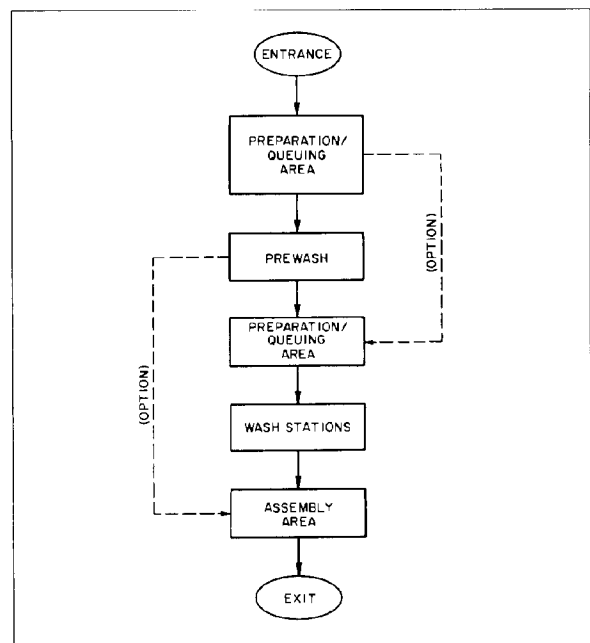 ENTRANCE
PREPARATION/
QUEUING
AREA
(OPTION)
PREWASH
PREPARATION/
QUEUING
AREA
(OPTION)
WASH STATIONS
ASSEMBLY
AREA
EXIT